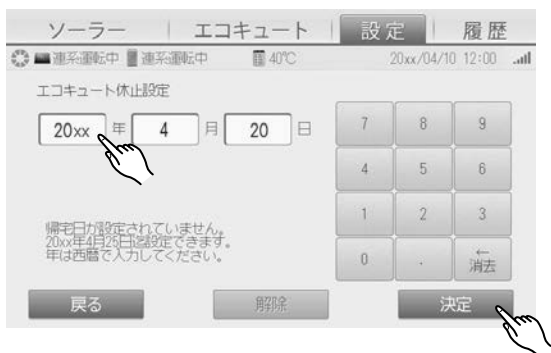 ソーラー エコキュート 設定 履歴
連系運転中 連系運転中 40℃ 20xx/04/10 12:00
エコキュート休止設定
20xx 年 4 月 20 日
7 8 9
4 5 6
1 2 3
0 . ←消去
帰宅日が設定されていません。
20xx年4月25日迄設定できます。
年は西暦で入力してください。
戻る 解除 決定